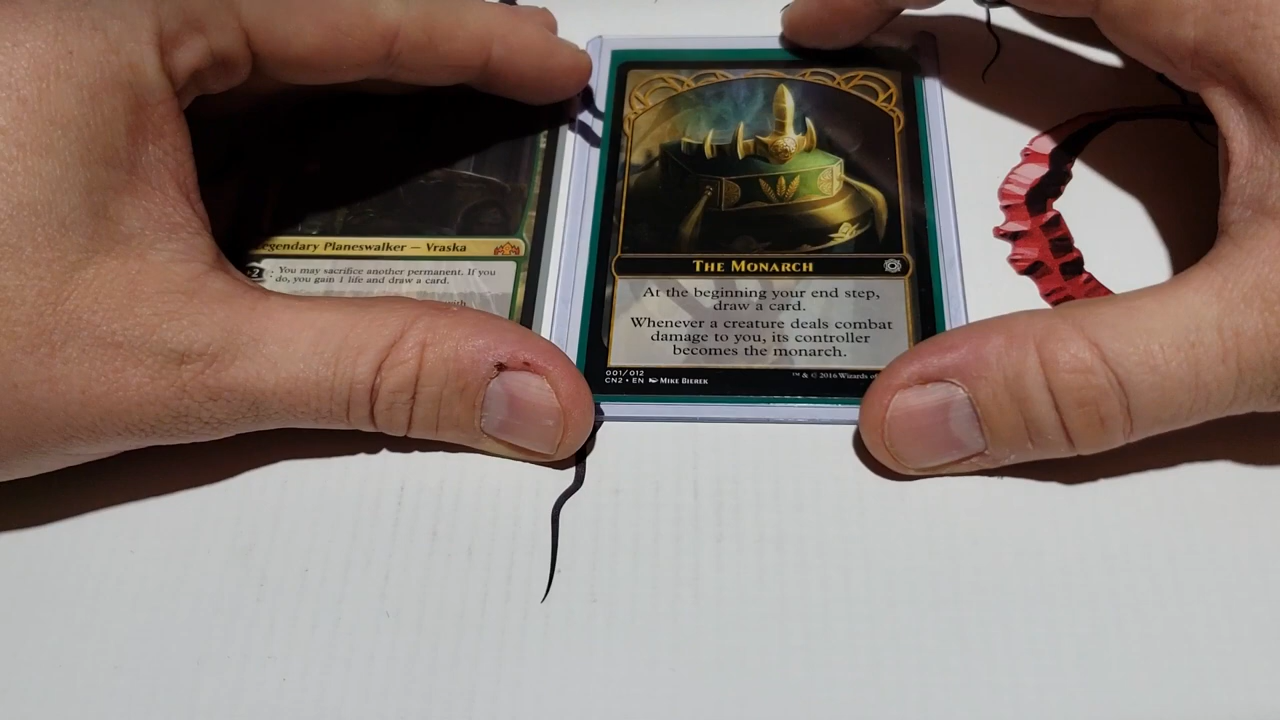 Legendary Planeswalker — Vraska
+2: You may sacrifice another permanent. If you
do, you gain 1 life and draw a card.
with
THE MONARCH
At the beginning your end step,
draw a card.
Whenever a creature deals combat
damage to you, its controller
becomes the monarch.
001/012
CN2 • EN MIKE BIEREK
™ & © 2016 Wizards of